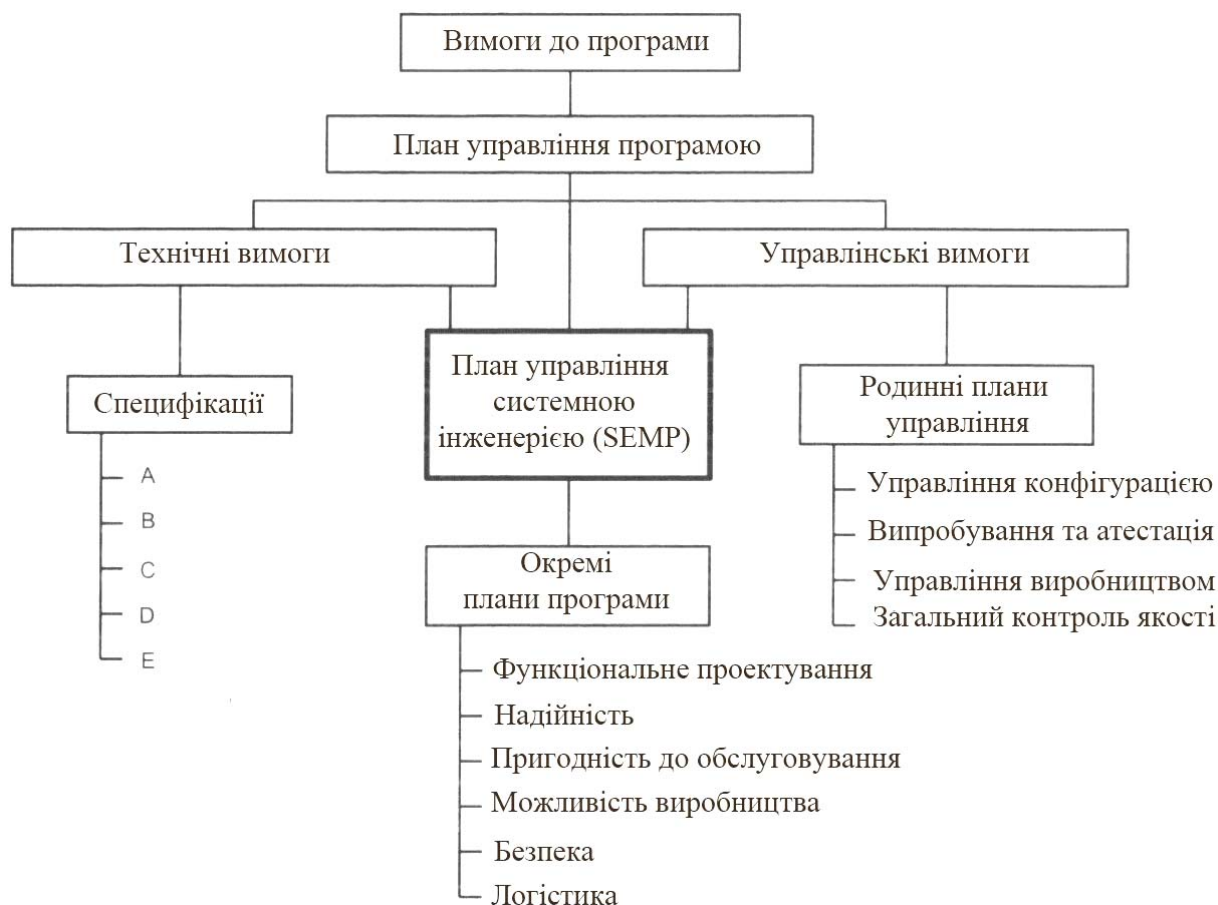 Вимоги до програми
План управління програмою
Технічні вимоги
Управлінські вимоги
План управління
системною
інженерією (SEMP)
Специфікації
A
B
C
D
E
Родинні плани
управління
Управління конфігурацією
Випробування та атестація
Управління виробництвом
Загальний контроль якості
Окремі
плани програми
Функціональне проектування
Надійність
Пригодність до обслуговування
Можливість виробництва
Безпека
Логістика